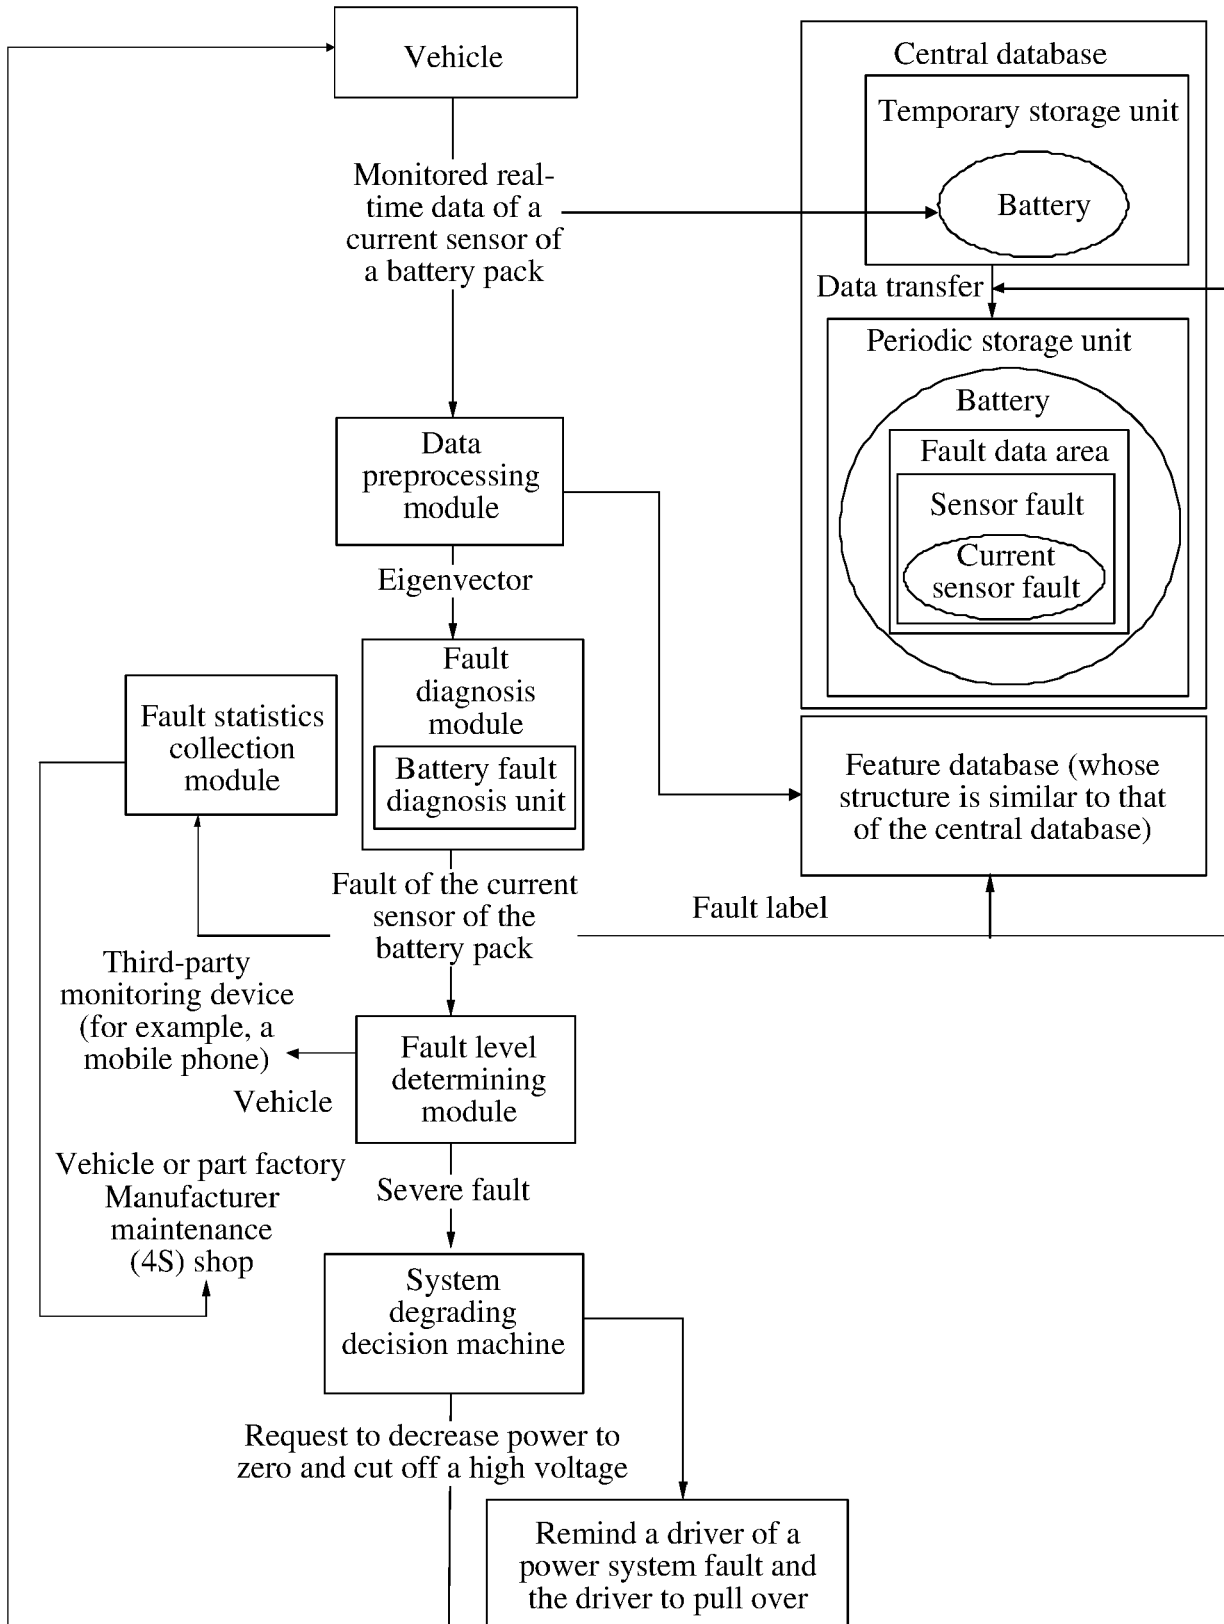 Vehicle
Central database
Temporary storage unit
Battery
Monitored real-
time data of a
current sensor of
a battery pack
Data transfer
Periodic storage unit
Battery
Fault data area
Sensor fault
Current
sensor fault
Data
preprocessing
module
Eigenvector
Fault
diagnosis
module
Battery fault
diagnosis unit
Fault statistics
collection
module
Feature database (whose
structure is similar to that
of the central database)
Fault of the current
sensor of the
battery pack
Fault label
Third-party
monitoring device
(for example, a
mobile phone)
Vehicle
Fault level
determining
module
Vehicle or part factory
Manufacturer
maintenance
(4S) shop
Severe fault
System
degrading
decision machine
Request to decrease power to
zero and cut off a high voltage
Remind a driver of a
power system fault and
the driver to pull over